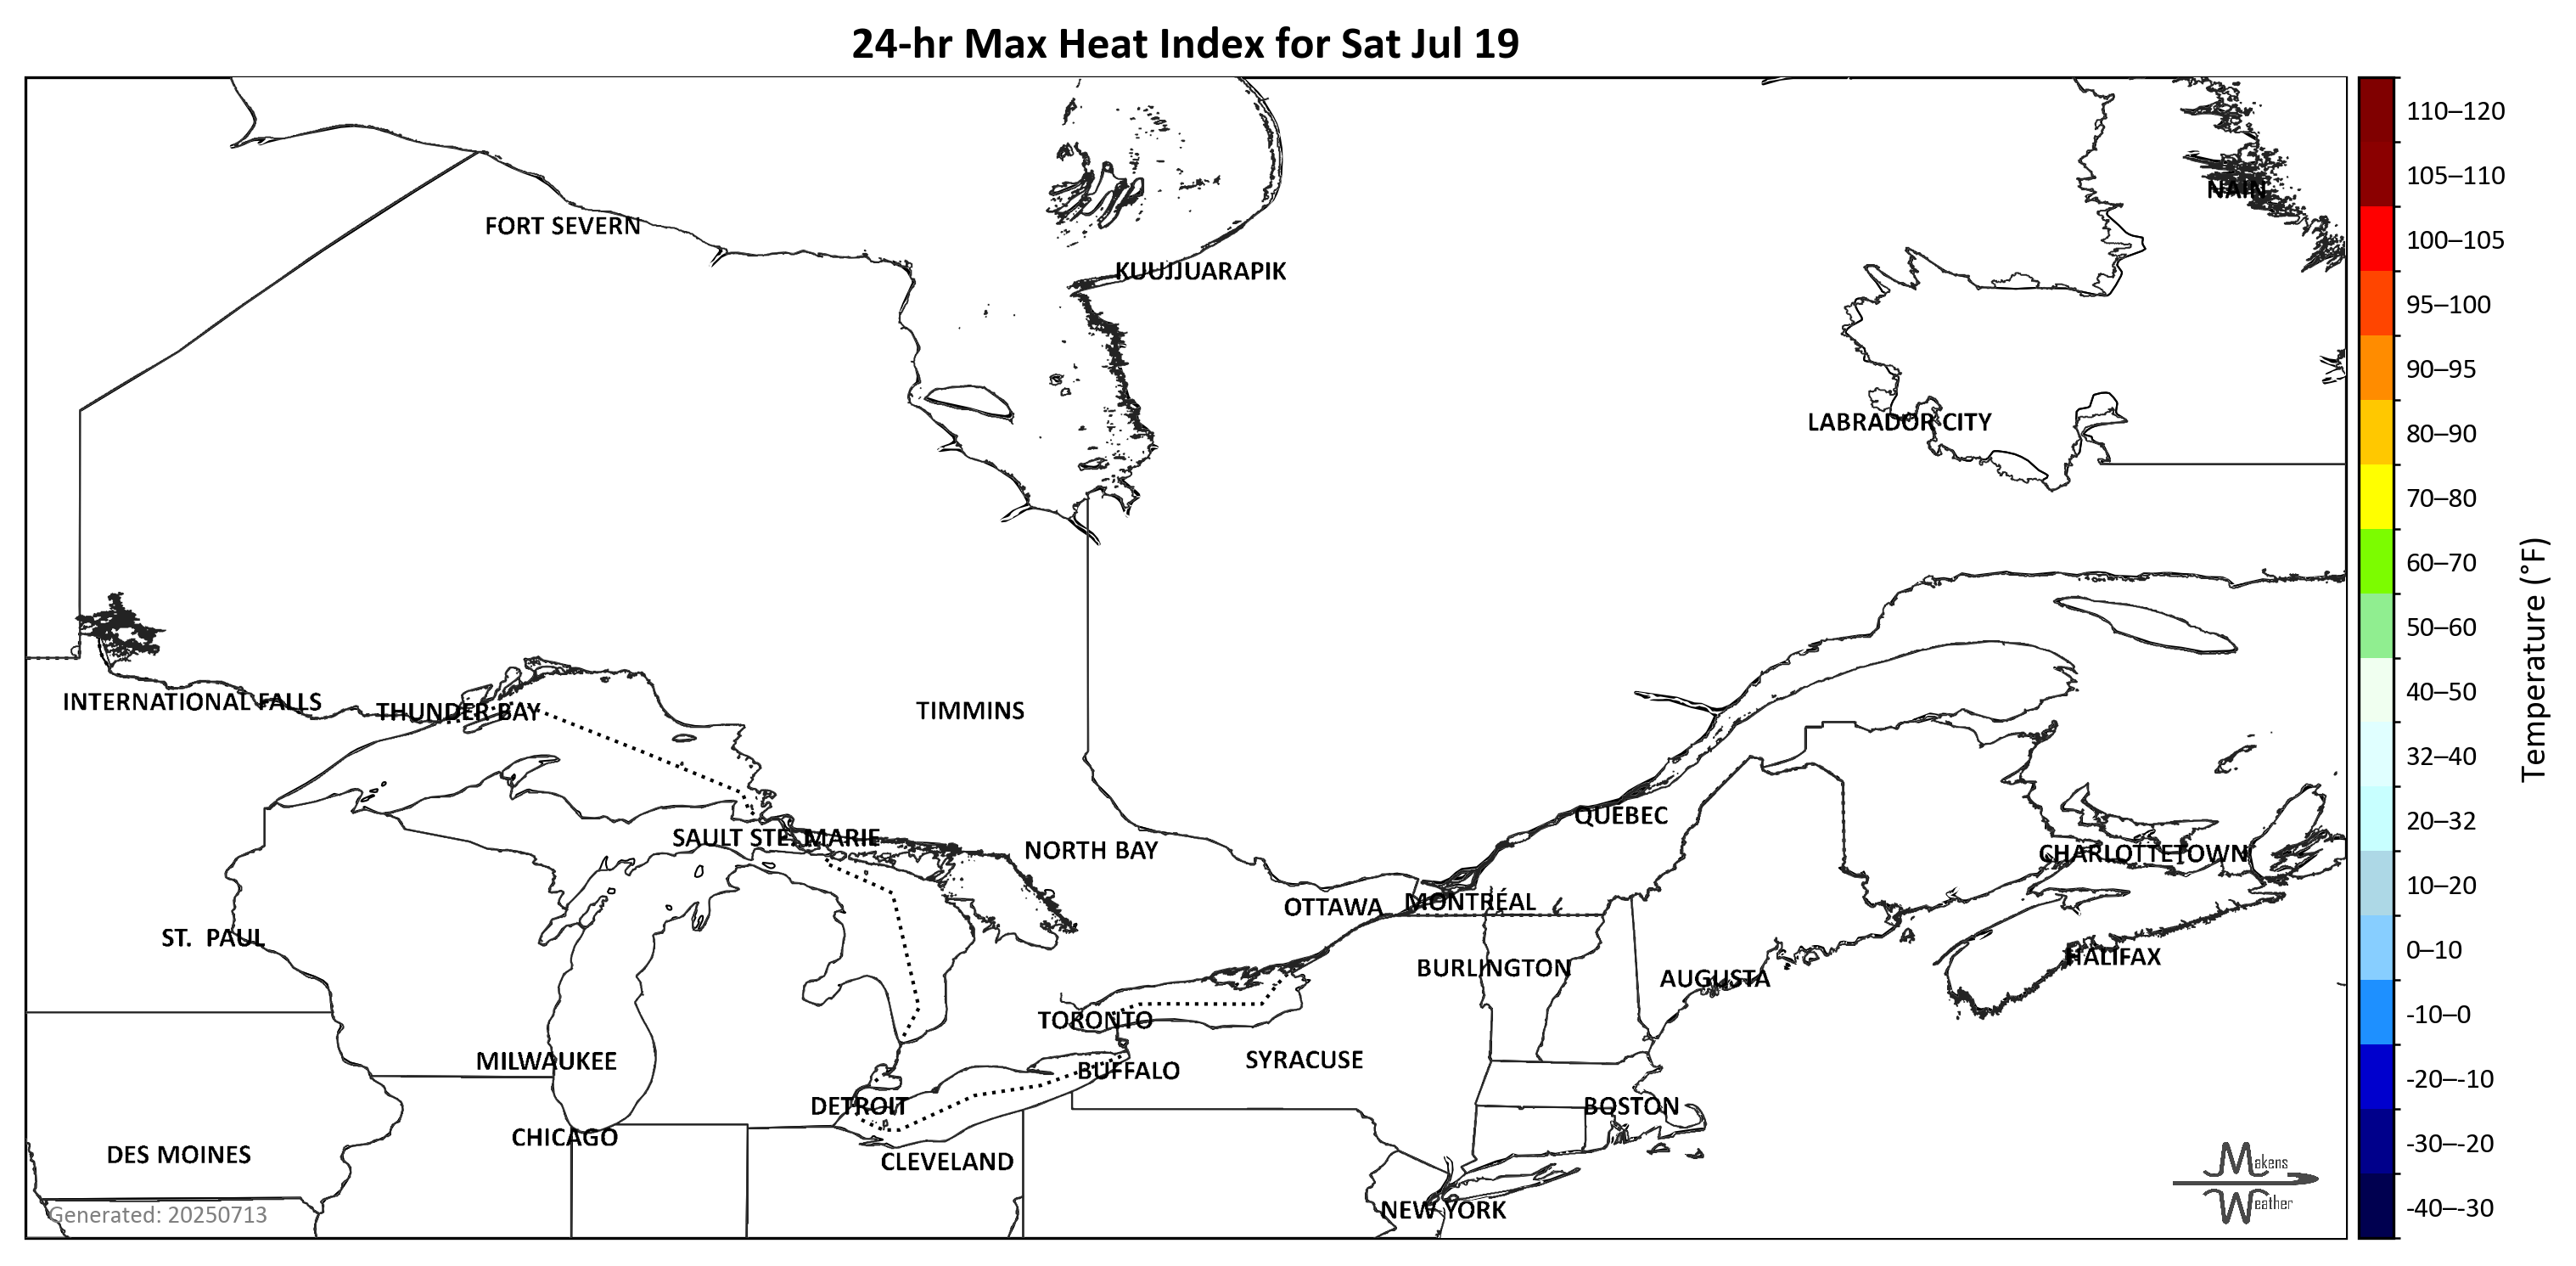 24-hr Max Heat Index for Sat Jul 19
NAIN
FORT SEVERN
KUUJJUARAPIK
LABRADOR CITY
INTERNATIONAL FALLS
THUNDER BAY
TIMMINS
QUEBEC
SAULT STE. MARIE
NORTH BAY
CHARLOTTETOWN
OTTAWA
MONTRÉAL
ST. PAUL
HALIFAX
BURLINGTON
AUGUSTA
TORONTO
MILWAUKEE
SYRACUSE
BUFFALO
DETROIT
BOSTON
CHICAGO
DES MOINES
CLEVELAND
NEW YORK
Generated: 20250713
Makens
Weather
110–120
105–110
100–105
95–100
90–95
80–90
70–80
60–70
50–60
40–50
32–40
20–32
10–20
0–10
-10–0
-20–-10
-30–-20
-40–-30
Temperature (°F)